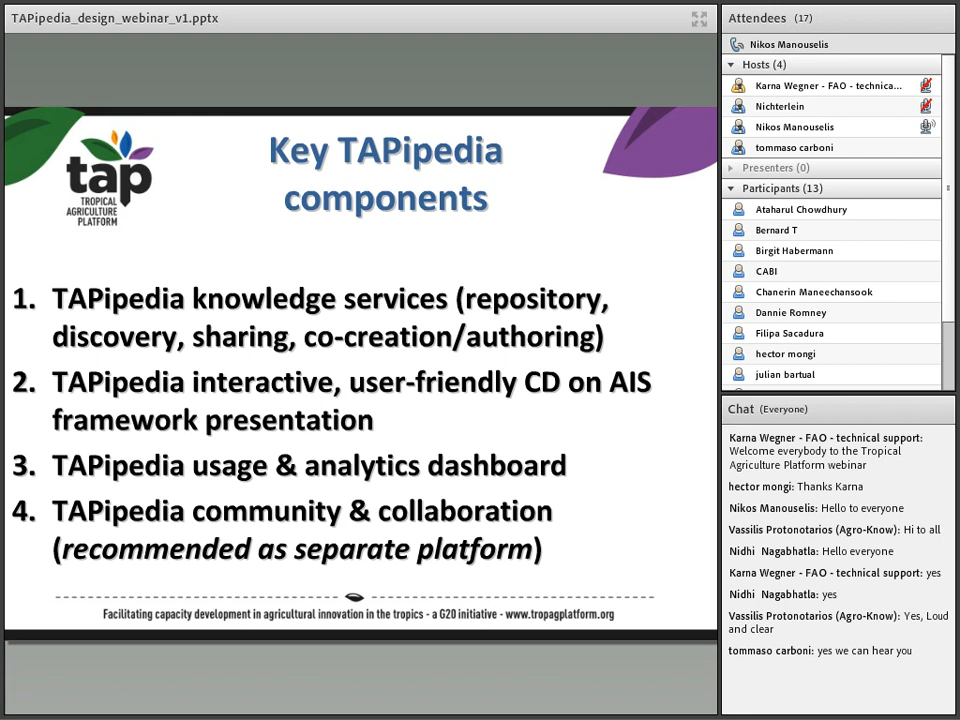 TAPipedia_design_webinar_v1.pptx
tap
TROPICAL
AGRICULTURE
PLATFORM
Key TAPipedia
components
1. TAPipedia knowledge services (repository,
discovery, sharing, co-creation/authoring)
2. TAPipedia interactive, user-friendly CD on AIS
framework presentation
3. TAPipedia usage & analytics dashboard
4. TAPipedia community & collaboration
(recommended as separate platform)
Facilitating capacity development in agricultural innovation in the tropics - a G20 initiative - www.tropagplatform.org
Attendees (17)
Nikos Manouselis
Hosts (4)
Karna Wegner - FAO - technica...
Nichterlein
Nikos Manouselis
tommaso carboni
Presenters (0)
Participants (13)
Ataharul Chowdhury
Bernard T
Birgit Habermann
CABI
Chanerin Maneechansook
Dannie Romney
Filipa Sacadura
hector mongi
julian bartual
Chat (Everyone)
Karna Wegner - FAO - technical support:
Welcome everybody to the Tropical
Agriculture Platform webinar
hector mongi: Thanks Karna
Nikos Manouselis: Hello to everyone
Vassilis Protonotarios (Agro-Know): Hi to all
Nidhi Nagabhatla: Hello everyone
Karna Wegner - FAO - technical support: yes
Nidhi Nagabhatla: yes
Vassilis Protonotarios (Agro-Know): Yes, Loud
and clear
tommaso carboni: yes we can hear you